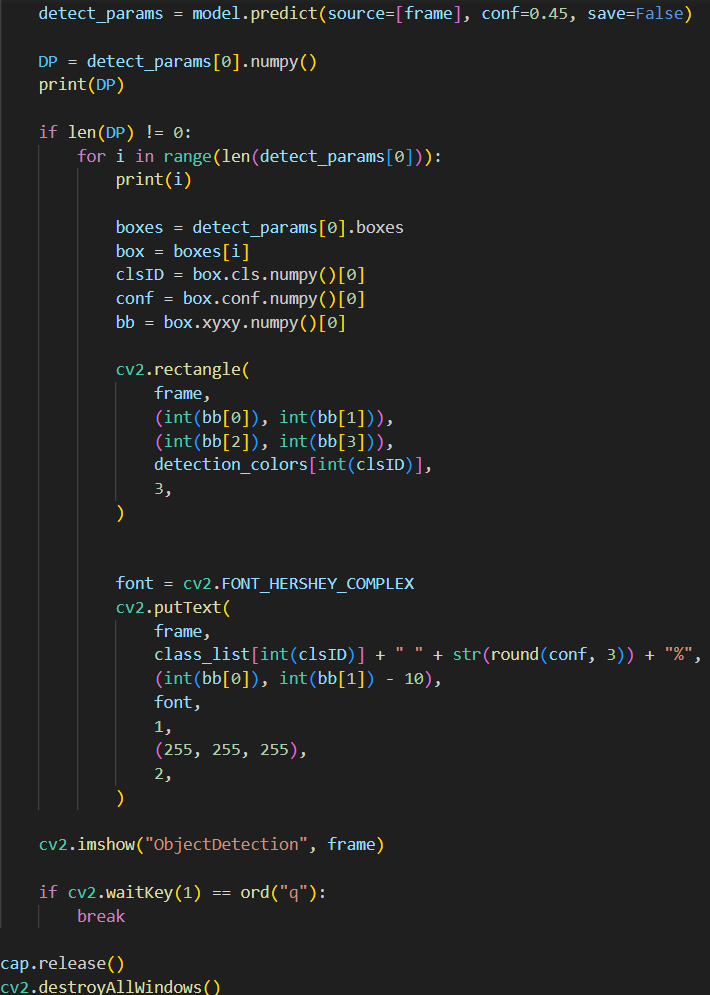 detect_params = model.predict(source=[frame], conf=0.45, save=False)
DP = detect_params[0].numpy()
print(DP)
if len(DP) != 0:
for i in range(len(detect_params[0])):
print(i)
boxes = detect_params[0].boxes
box = boxes[i]
clsID = box.cls.numpy()[0]
conf = box.conf.numpy()[0]
bb = box.xyxy.numpy()[0]
cv2.rectangle(
frame,
(int(bb[0]), int(bb[1])),
(int(bb[2]), int(bb[3])),
detection_colors[int(clsID)],
3,
)
font = cv2.FONT_HERSHEY_COMPLEX
cv2.putText(
frame,
class_list[int(clsID)] + " " + str(round(conf, 3)) + "%",
(int(bb[0]), int(bb[1]) - 10),
font,
1,
(255, 255, 255),
2,
)
cv2.imshow("ObjectDetection", frame)
if cv2.waitKey(1) == ord("q"):
break
cap.release()
cv2.destroyAllWindows()